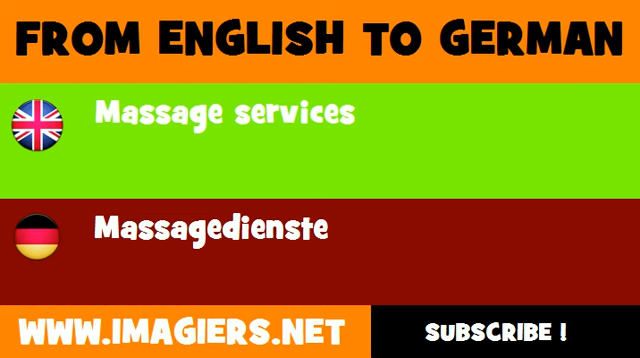 FROM ENGLISH TO GERMAN
Massage services
Massagedienste
WWW.IMAGIERS.NET
SUBSCRIBE !